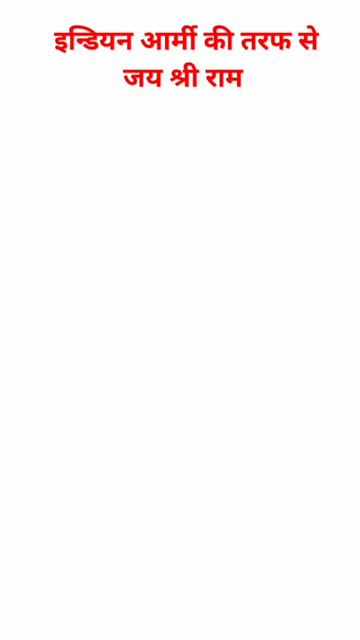 इन्डियन आर्मी की तरफ से
जय श्री राम